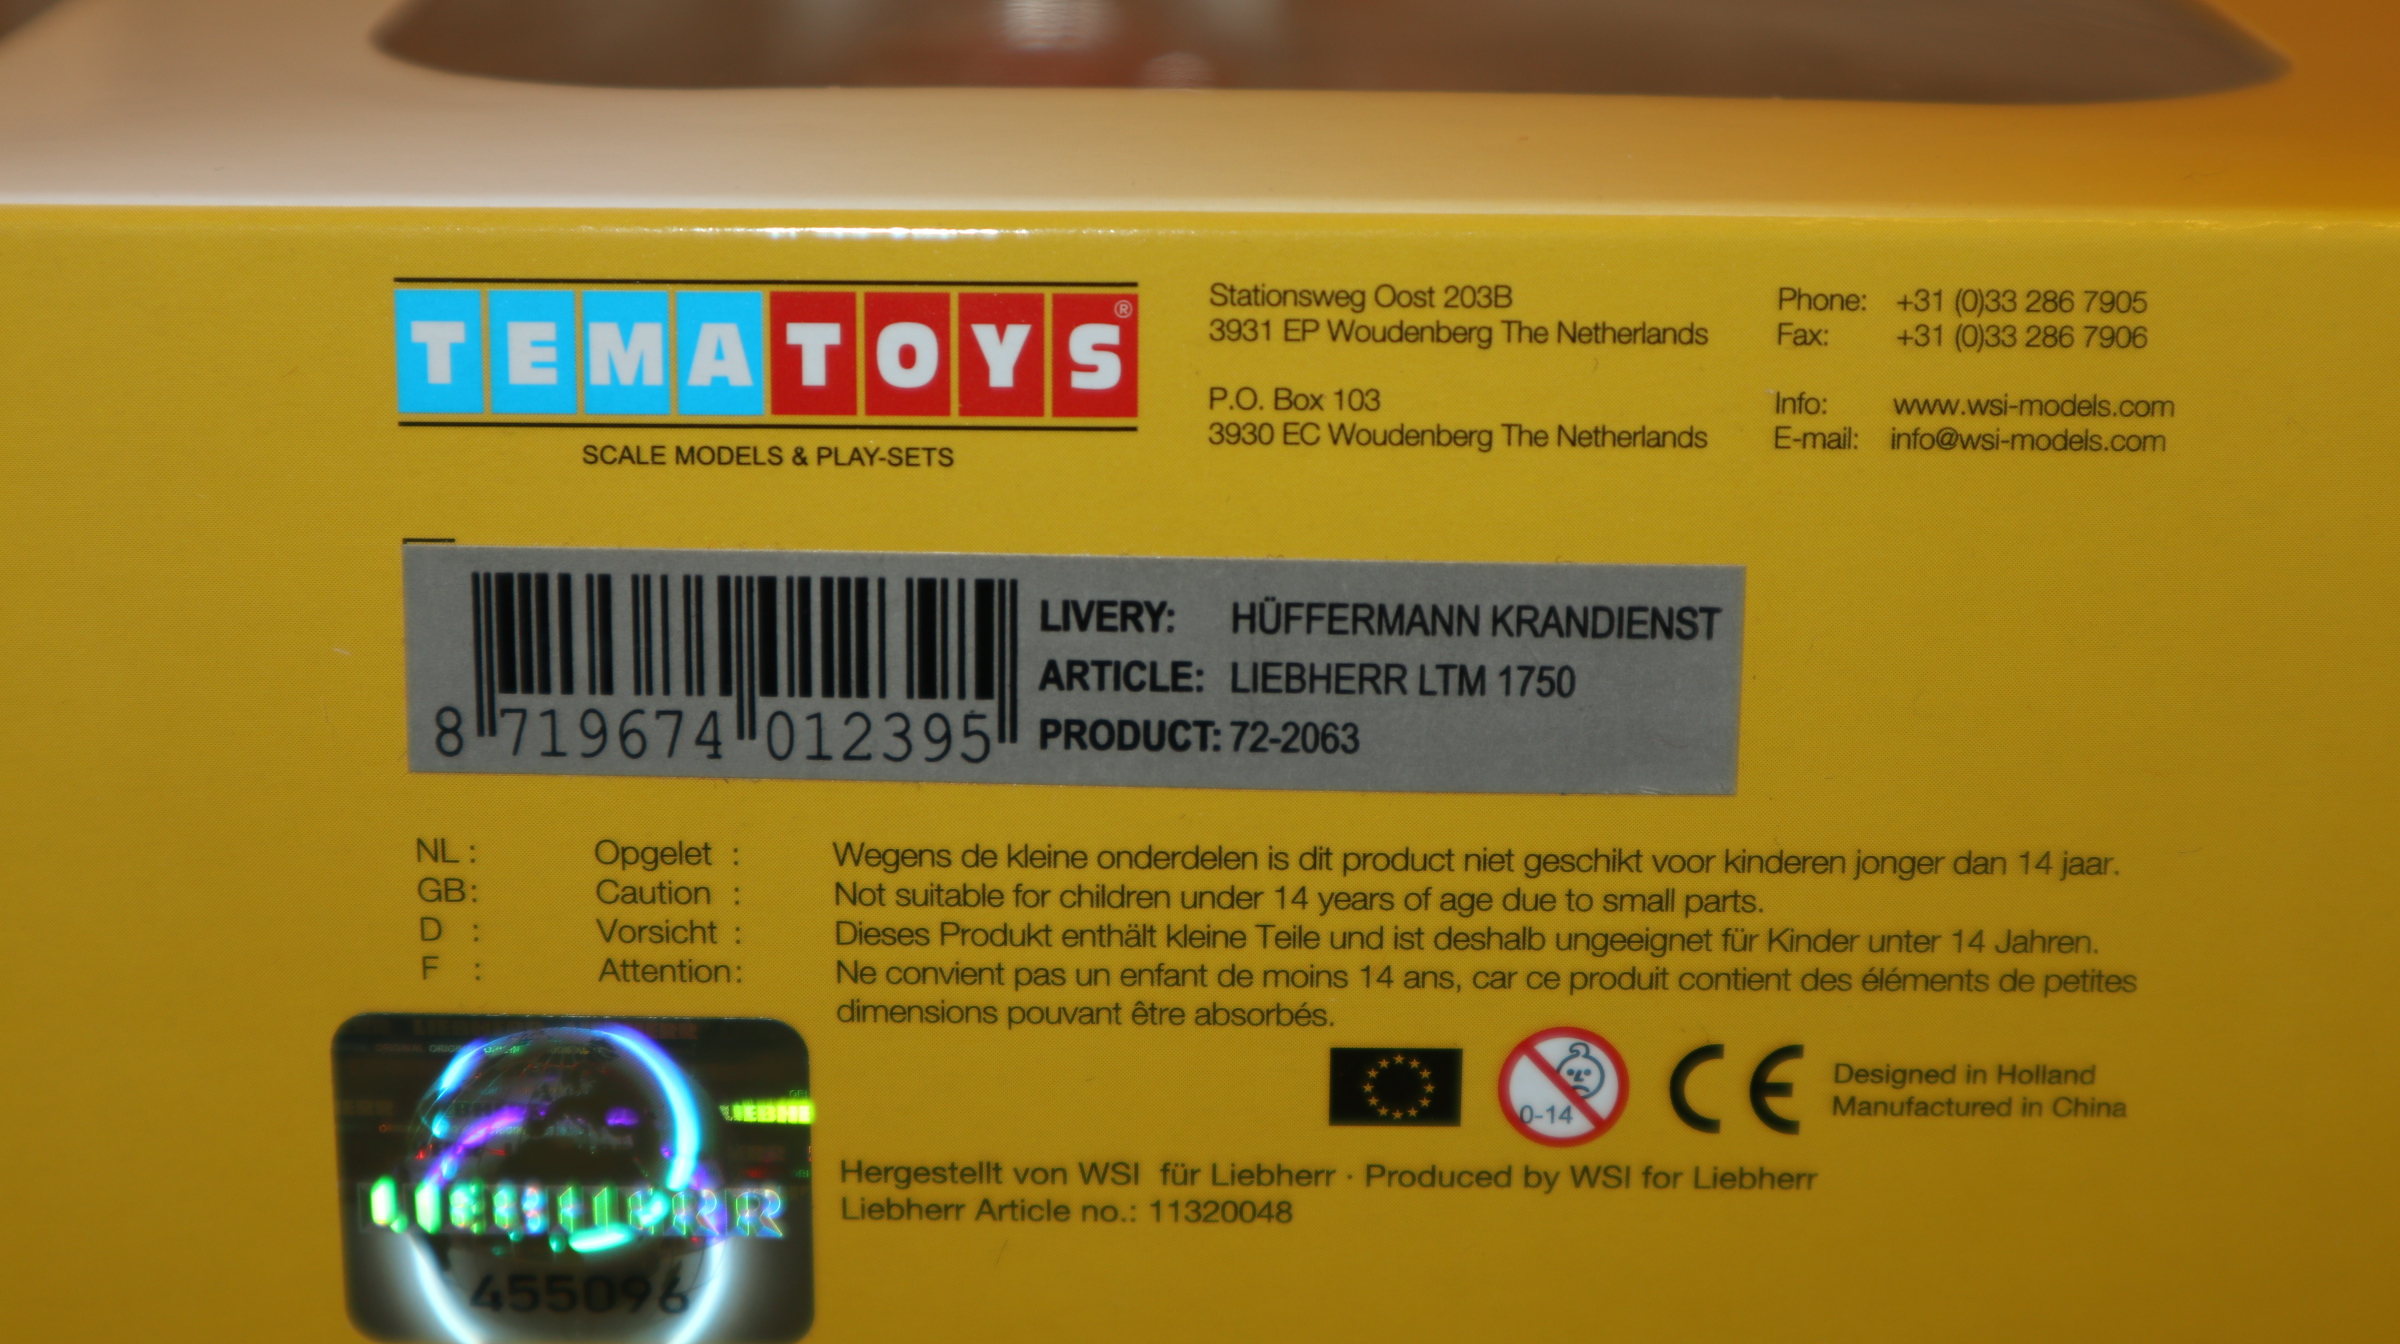 TEMATOYS®
SCALE MODELS & PLAY-SETS
Stationsweg Oost 203B
3931 EP Woudenberg The Netherlands
P.O. Box 103
3930 EC Woudenberg The Netherlands
Phone: +31 (0)33 286 7905
Fax: +31 (0)33 286 7906
Info: www.wsi-models.com
E-mail: info@wsi-models.com
8 719674 012395
LIVERY: HÜFFERMANN KRANDIENST
ARTICLE: LIEBHERR LTM 1750
PRODUCT: 72-2063
NL : Opgelet : Wegens de kleine onderdelen is dit product niet geschikt voor kinderen jonger dan 14 jaar.
GB : Caution : Not suitable for children under 14 years of age due to small parts.
D : Vorsicht : Dieses Produkt enthält kleine Teile und ist deshalb ungeeignet für Kinder unter 14 Jahren.
F : Attention : Ne convient pas un enfant de moins 14 ans, car ce produit contient des éléments de petites
dimensions pouvant être absorbés.
0-14
CE
Designed in Holland
Manufactured in China
Hergestellt von WSI für Liebherr · Produced by WSI for Liebherr
Liebherr Article no.: 11320048
LIEBHERR
455096